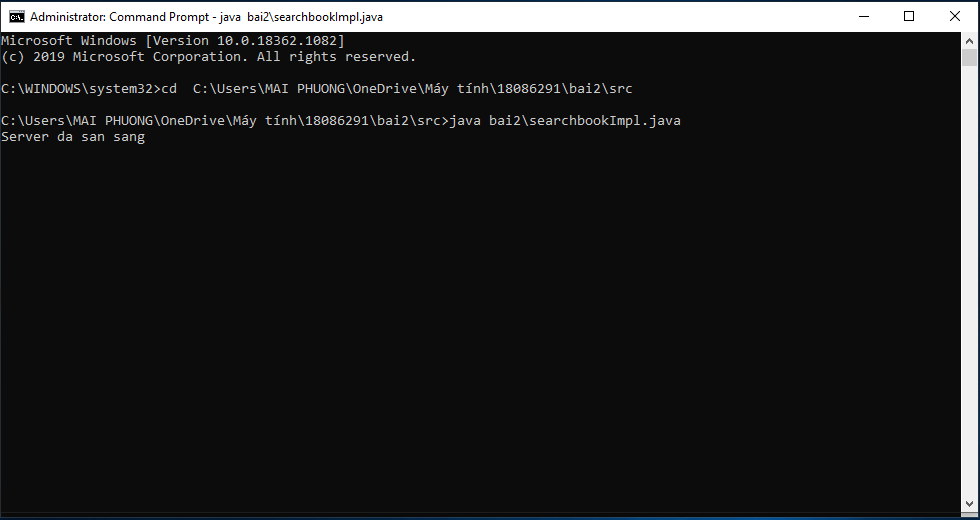 Administrator: Command Prompt - java  bai2\searchbookImpl.java
Microsoft Windows [Version 10.0.18362.1082]
(c) 2019 Microsoft Corporation. All rights reserved.
C:\WINDOWS\system32>cd  C:\Users\MAI PHUONG\OneDrive\Máy tính\18086291\bai2\src
C:\Users\MAI PHUONG\OneDrive\Máy tính\18086291\bai2\src>java bai2\searchbookImpl.java
Server da san sang